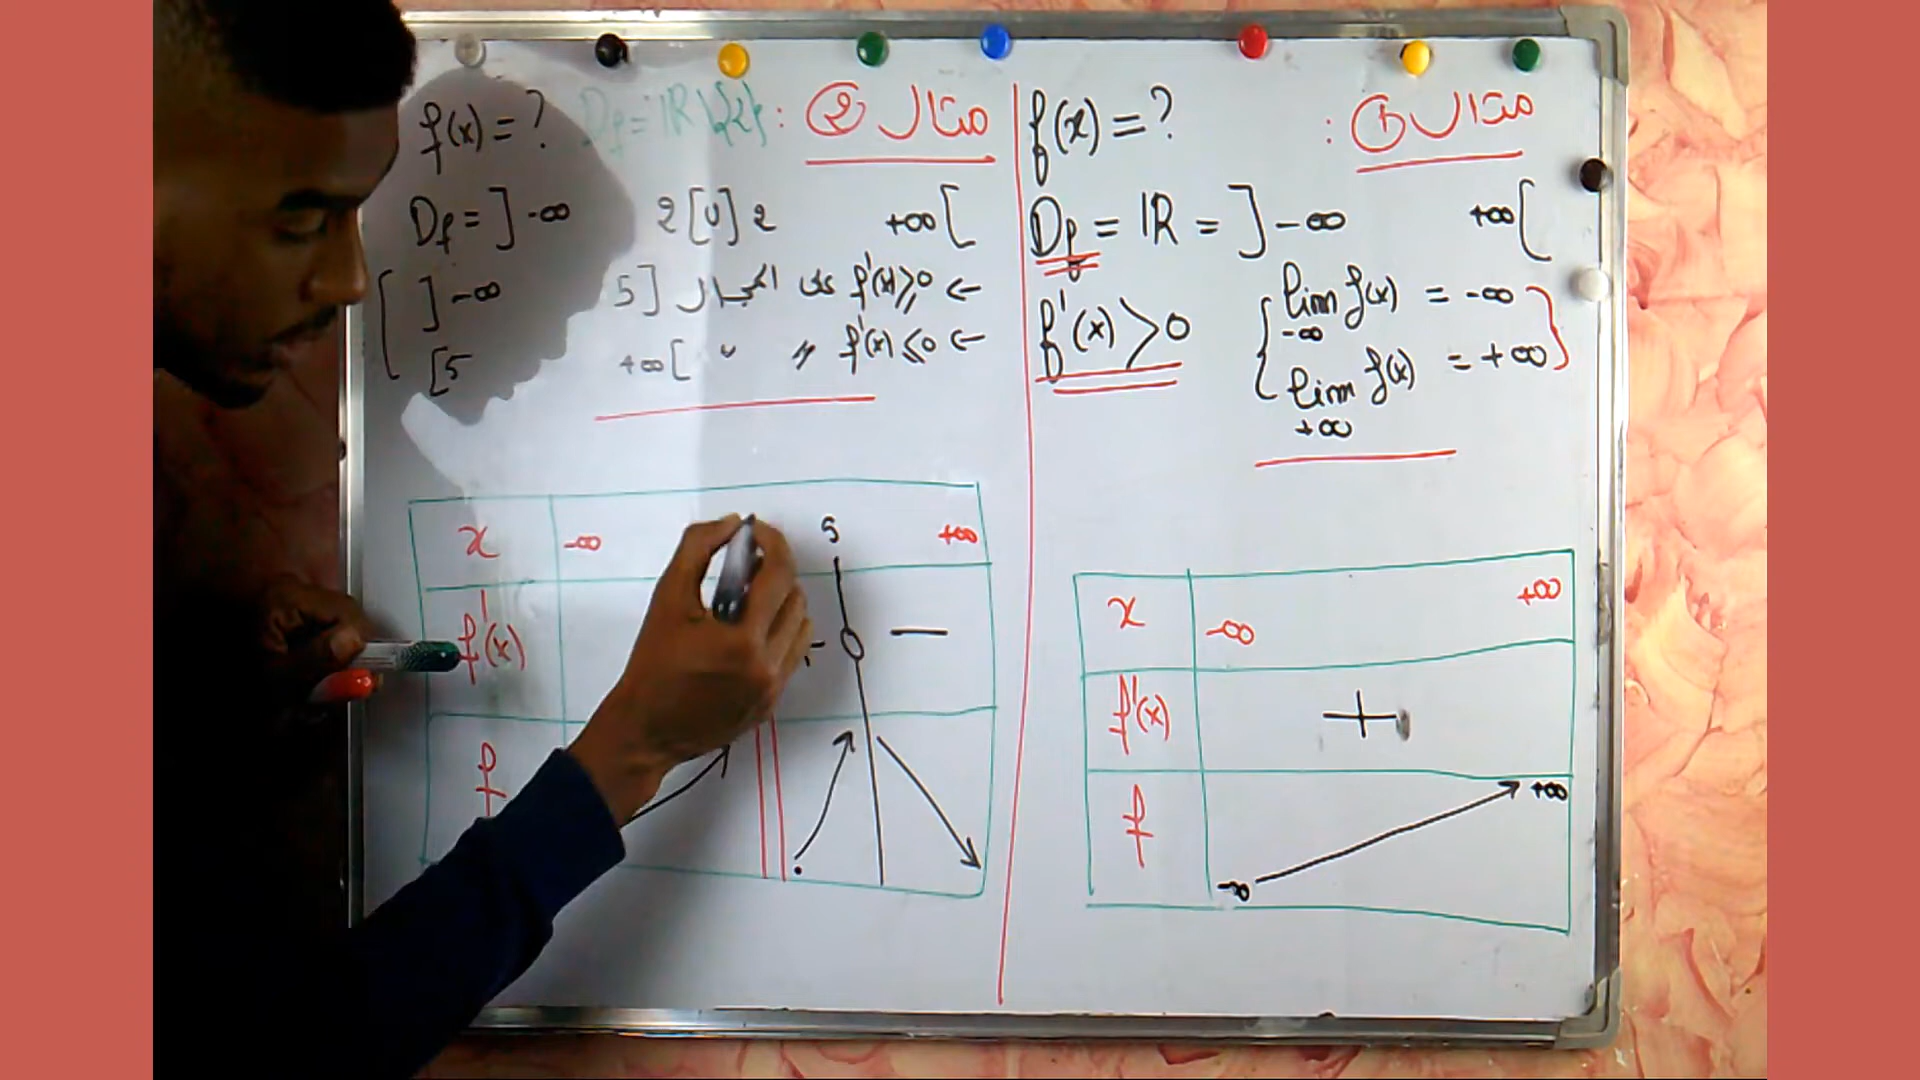 مثال ① :
f(x) = ?
Df = IR = ]-∞ +∞[
f'(x) > 0
lim f(x) = -∞
-∞
lim f(x) = +∞
+∞
x -∞ +∞
f'(x) +
f -∞ +∞
مثال ② :
f(x) = ? Df = IR\{2}
Df = ]-∞ 2[U]2 +∞[
← f'(x) ≥ 0 على المجال ]-∞ 5]
← f'(x) ≤ 0 〃 〃 [5 +∞[
x -∞ 5 +∞
f'(x) —
f